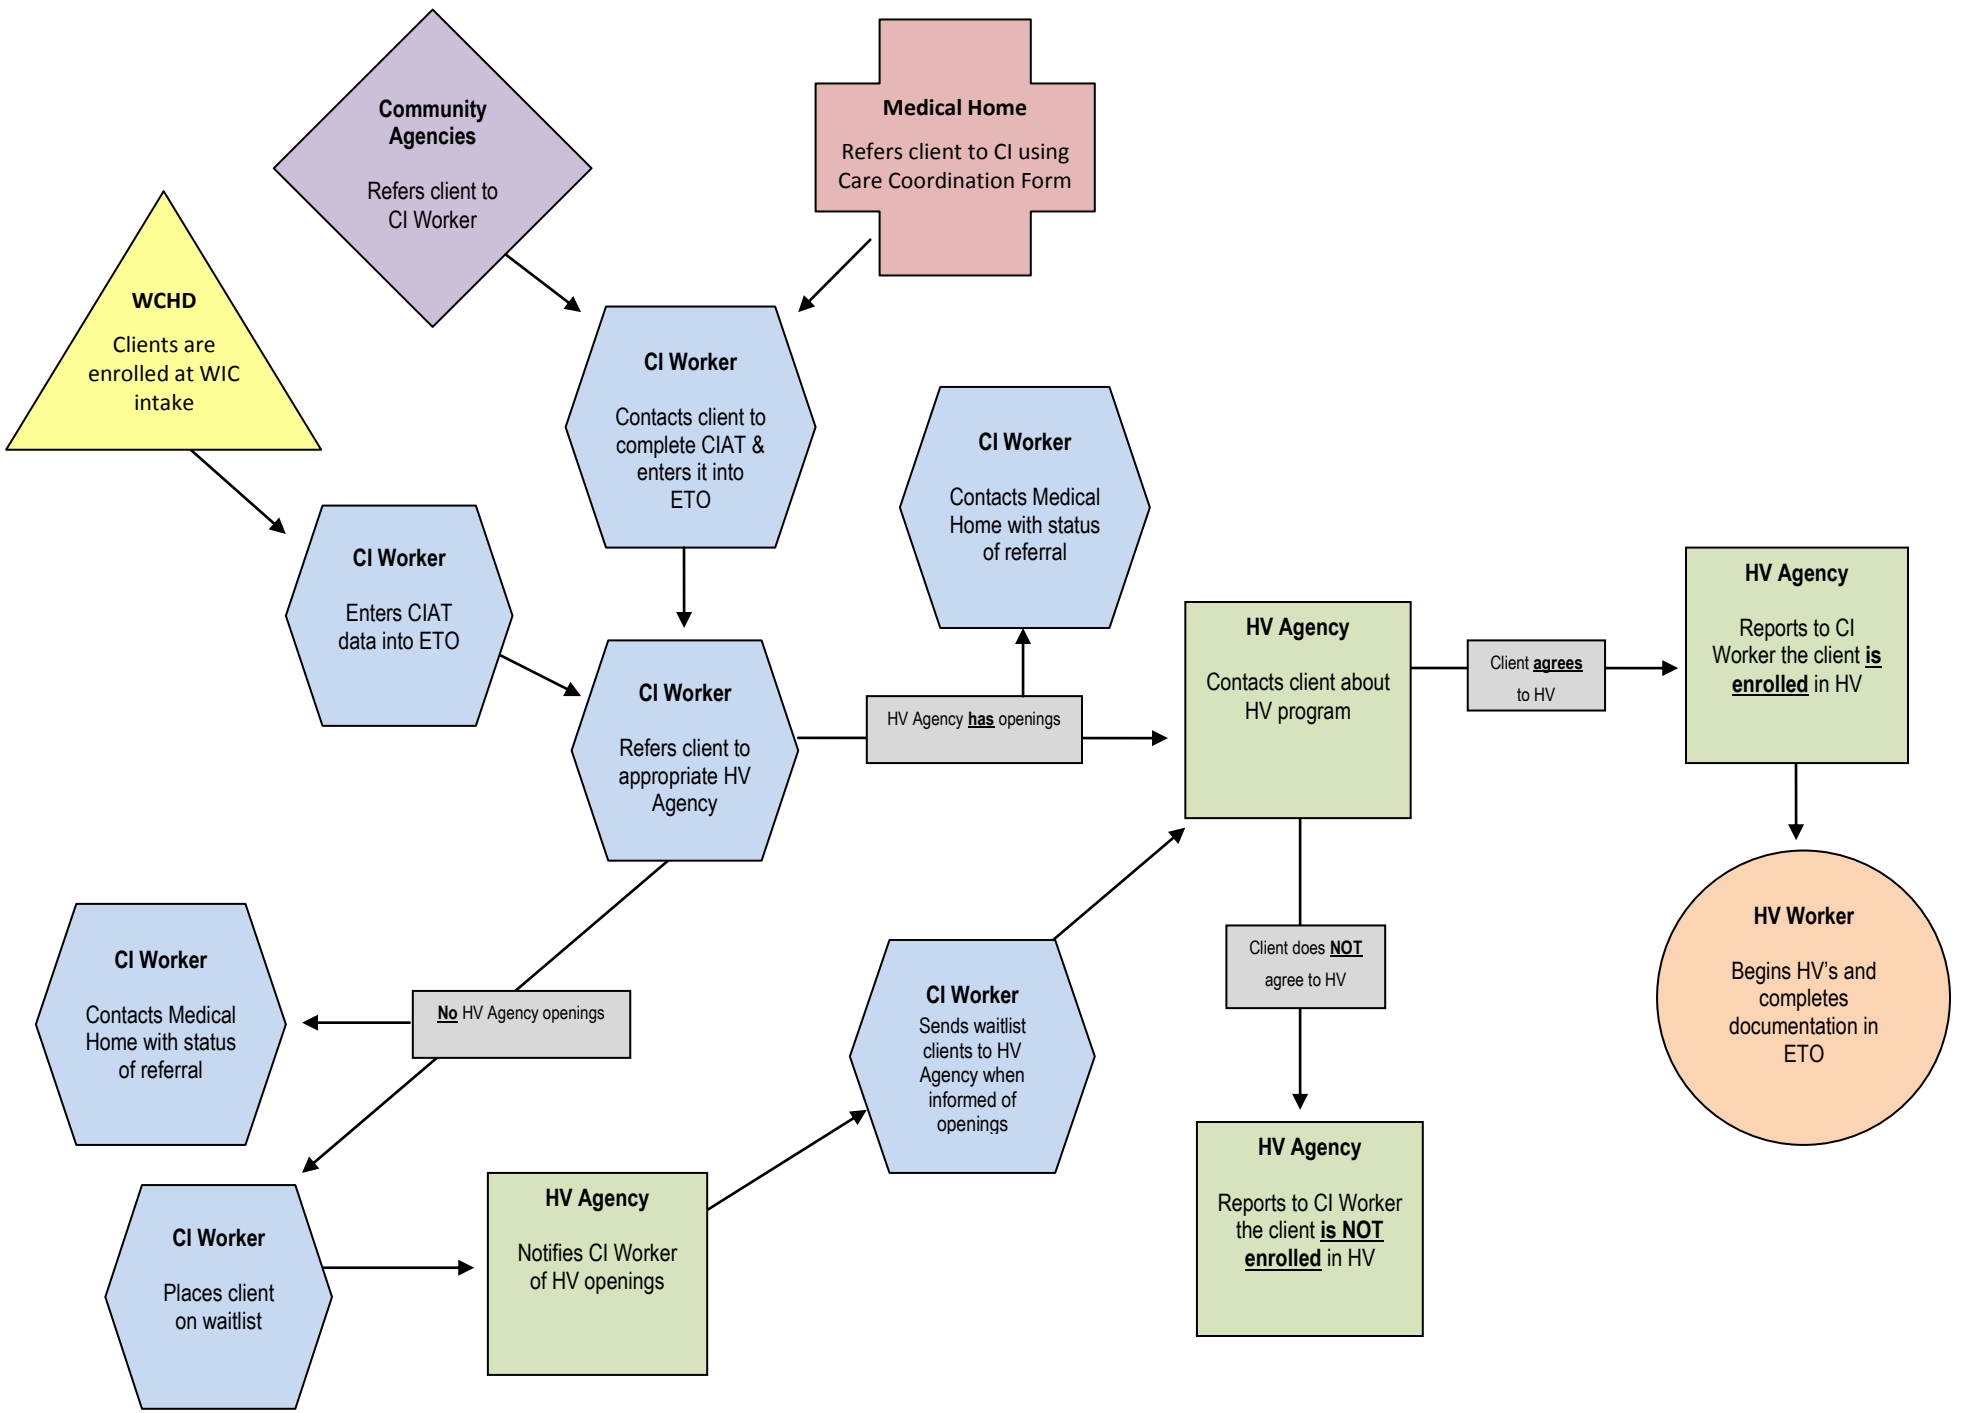 Community
Agencies
Refers client to
CI Worker
Medical Home
Refers client to CI using
Care Coordination Form
WCHD
Clients are
enrolled at WIC
intake
CI Worker
Contacts client to
complete CIAT &
enters it into
ETO
CI Worker
Contacts Medical
Home with status
of referral
CI Worker
Enters CIAT
data into ETO
CI Worker
Refers client to
appropriate HV
Agency
HV Agency has openings
HV Agency
Contacts client about
HV program
Client agrees
to HV
HV Agency
Reports to CI
Worker the client is
enrolled in HV
HV Worker
Begins HV's and
completes
documentation in
ETO
Client does NOT
agree to HV
HV Agency
Reports to CI Worker
the client is NOT
enrolled in HV
No HV Agency openings
CI Worker
Contacts Medical
Home with status
of referral
CI Worker
Places client
on waitlist
HV Agency
Notifies CI Worker
of HV openings
CI Worker
Sends waitlist
clients to HV
Agency when
informed of
openings